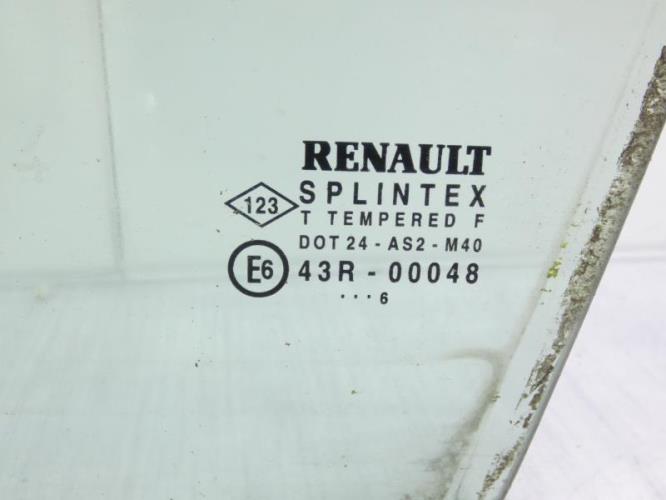 RENAULT
123 SPLINTEX
T TEMPERED F
DOT 24 - AS2 - M40
E6 43R - 00048
··· 6